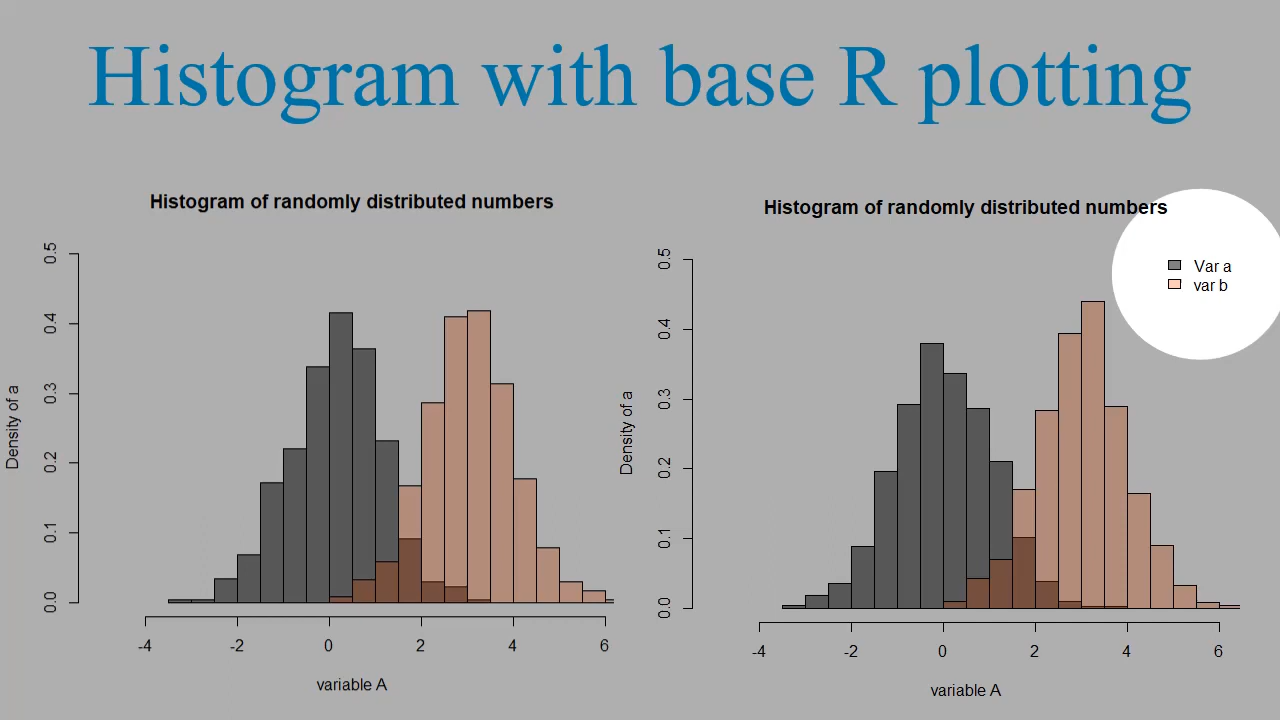 Histogram with base R plotting
Histogram of randomly distributed numbers
0.5
0.4
0.3
0.2
0.1
0.0
Density of a
-4 -2 0 2 4 6
variable A
Histogram of randomly distributed numbers
Var a
var b
0.5
0.4
0.3
0.2
0.1
0.0
Density of a
-4 -2 0 2 4 6
variable A